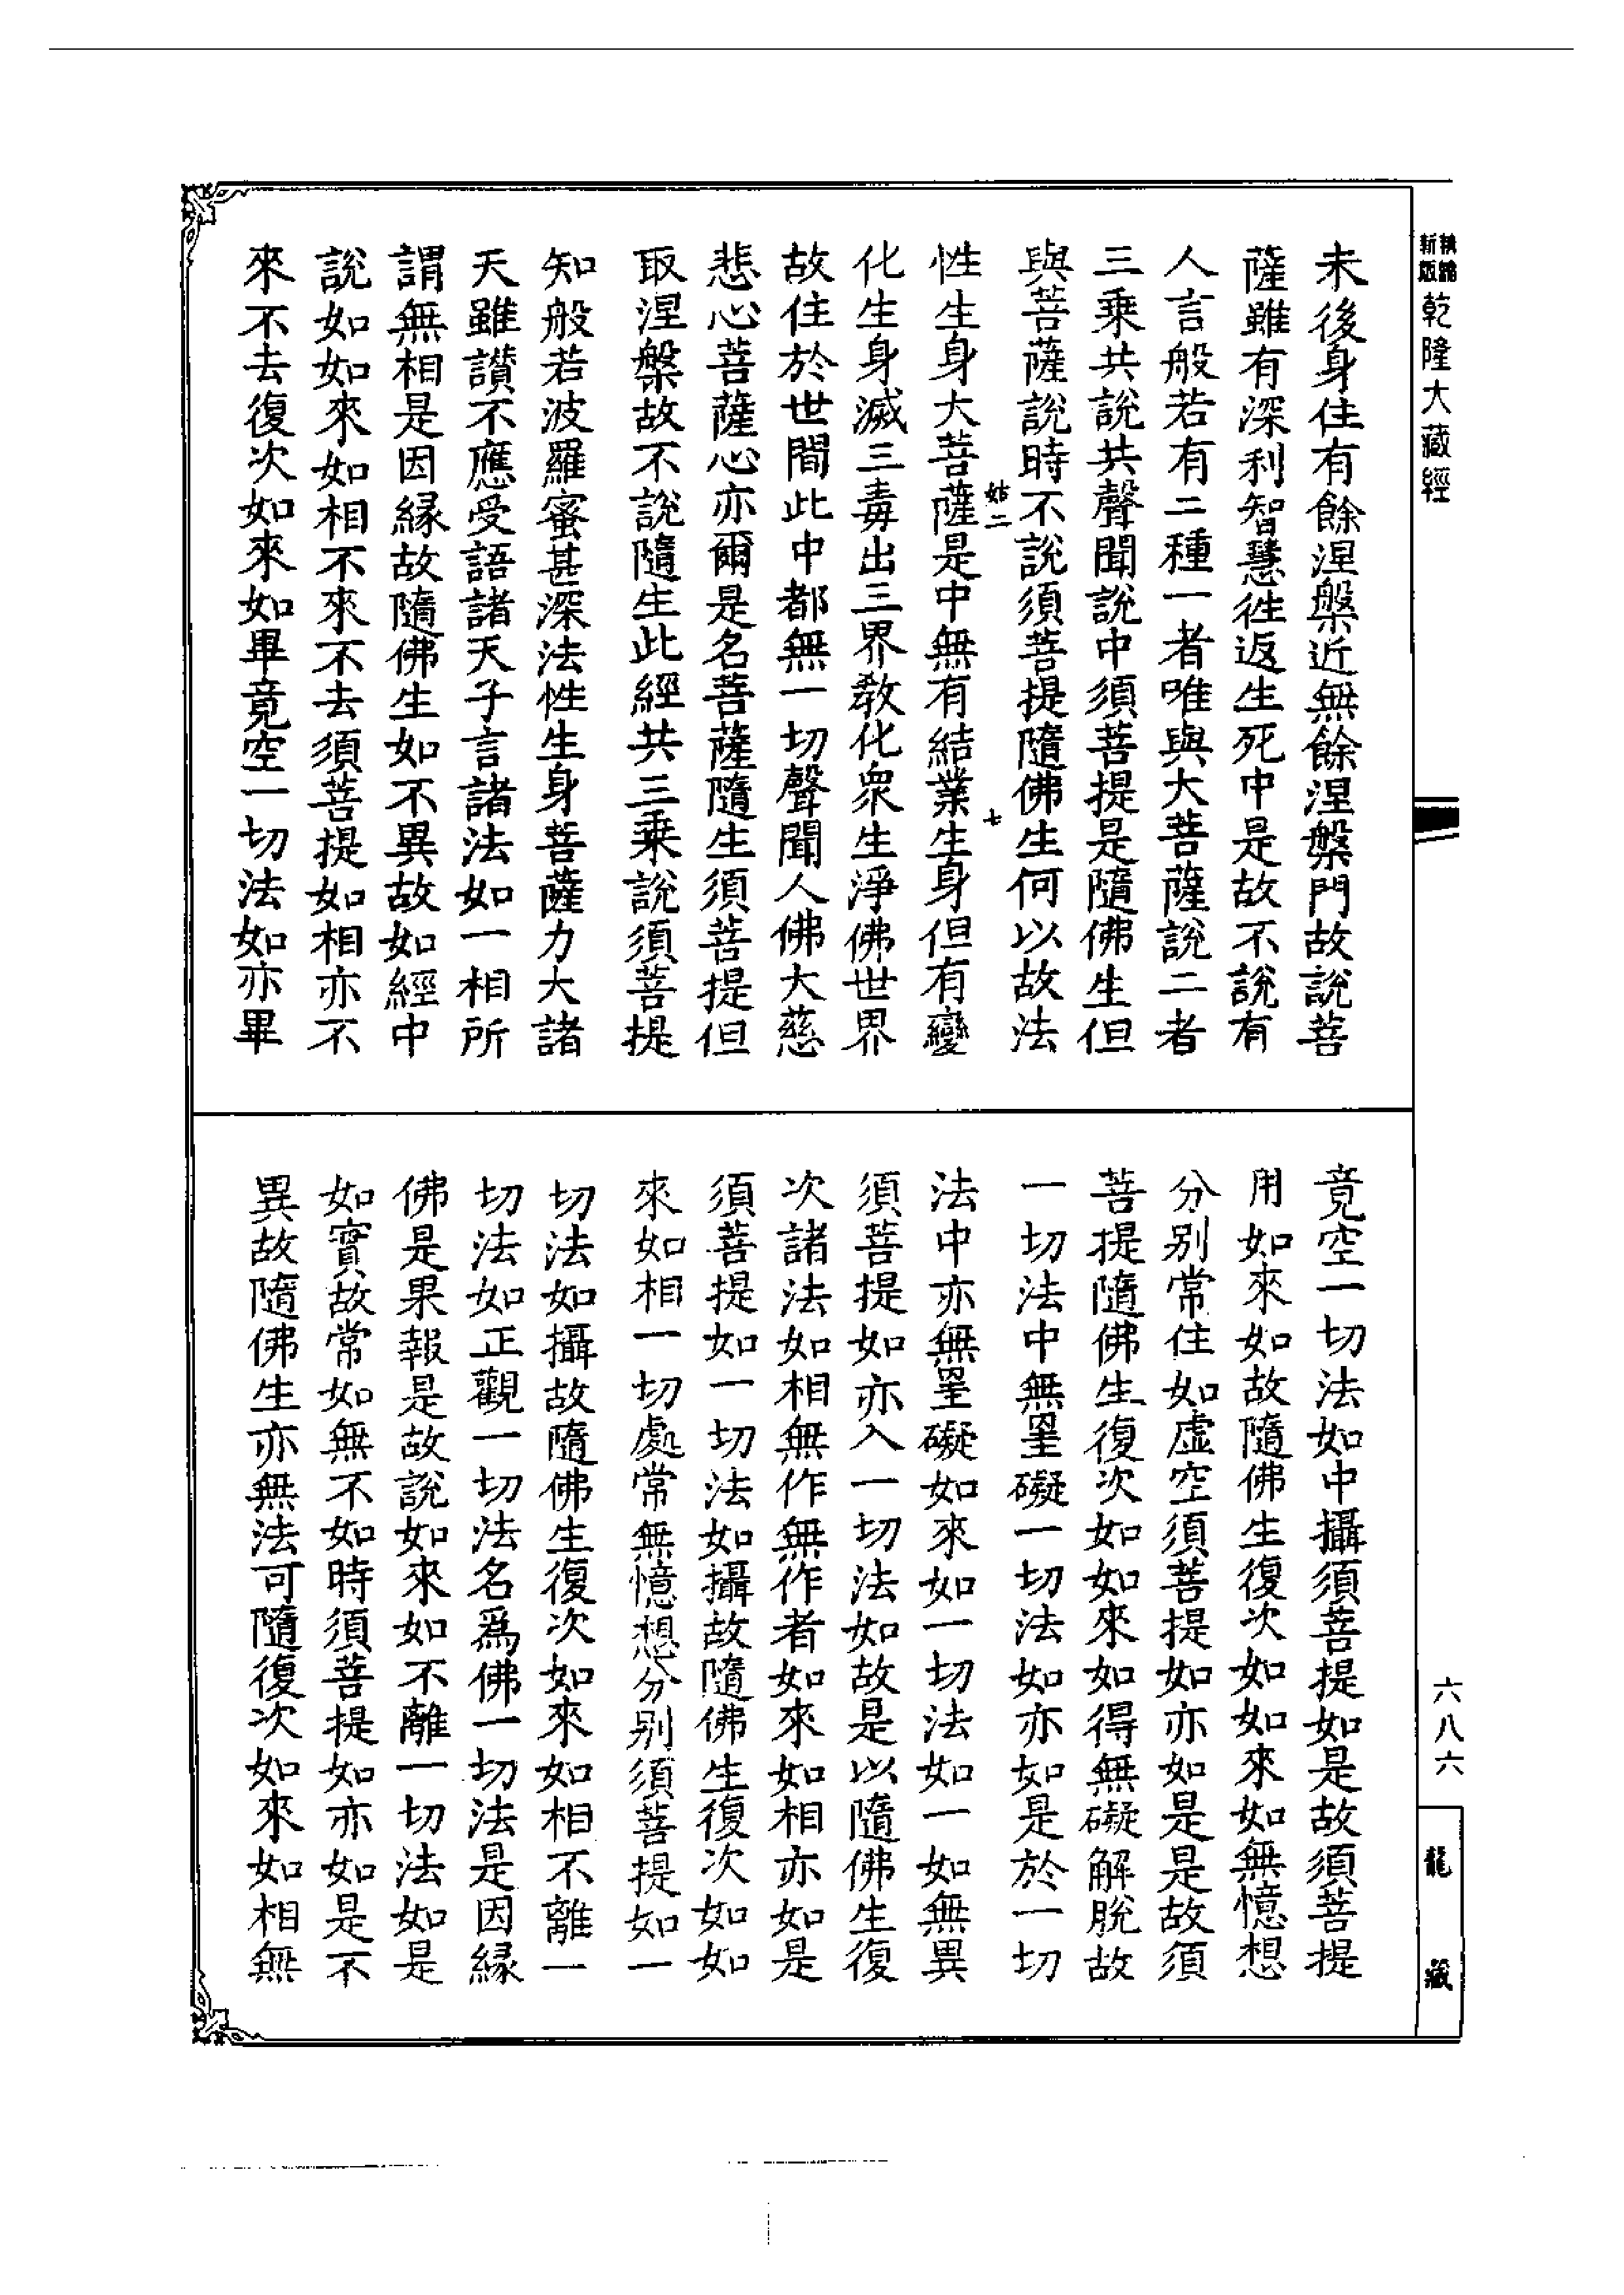 新版
乾隆大藏經
未後身住有餘涅槃近無餘涅槃門故說菩
薩雖有深利智慧徃返生死中是故不說有
人言般若有二種一者唯與大菩薩說二者
三乘共說共聲聞說中須菩提是隨佛生但
與菩薩說時不說須菩提隨佛生何以故法
姑二
七
性生身大菩薩是中無有結業生身但有變
化生身滅三毒出三界教化衆生淨佛世界
故住於世間此中都無一切聲聞人佛大慈
悲心菩薩心亦爾是名菩薩隨生須菩提但
取涅槃故不說隨生此經共三乘說須菩提
知般若波羅蜜甚深法性生身菩薩力大諸
天雖讚不應受語諸天子言諸法如一相所
謂無相是因緣故隨佛生如不異故如經中
說如如來如相不來不去須菩提如相亦不
來不去復次如來如畢竟空一切法如亦畢
竟空一切法如中攝須菩提如是故須菩提
用如來如故隨佛生復次如如來如無憶想
分別常住如虛空須菩提如亦如是是故須
菩提隨佛生復次如如來如得無礙解脫故
一切法中無罣礙一切法如亦如是於一切
法中亦無罣礙如來如一切法如一如無異
須菩提如亦入一切法如故是以隨佛生復
次諸法如相無作無作者如來如相亦如是
須菩提如一切法如攝故隨佛生復次如如
來如相一切處常無憶想分別須菩提如一
切法如攝故隨佛生復次如來如相不離一
切法如正觀一切法名爲佛一切法是因緣
佛是果報是故說如來如不離一切法如是
如實故常如無不如時須菩提如亦如是不
異故隨佛生亦無法可隨復次如來如相無
六八六
龍藏